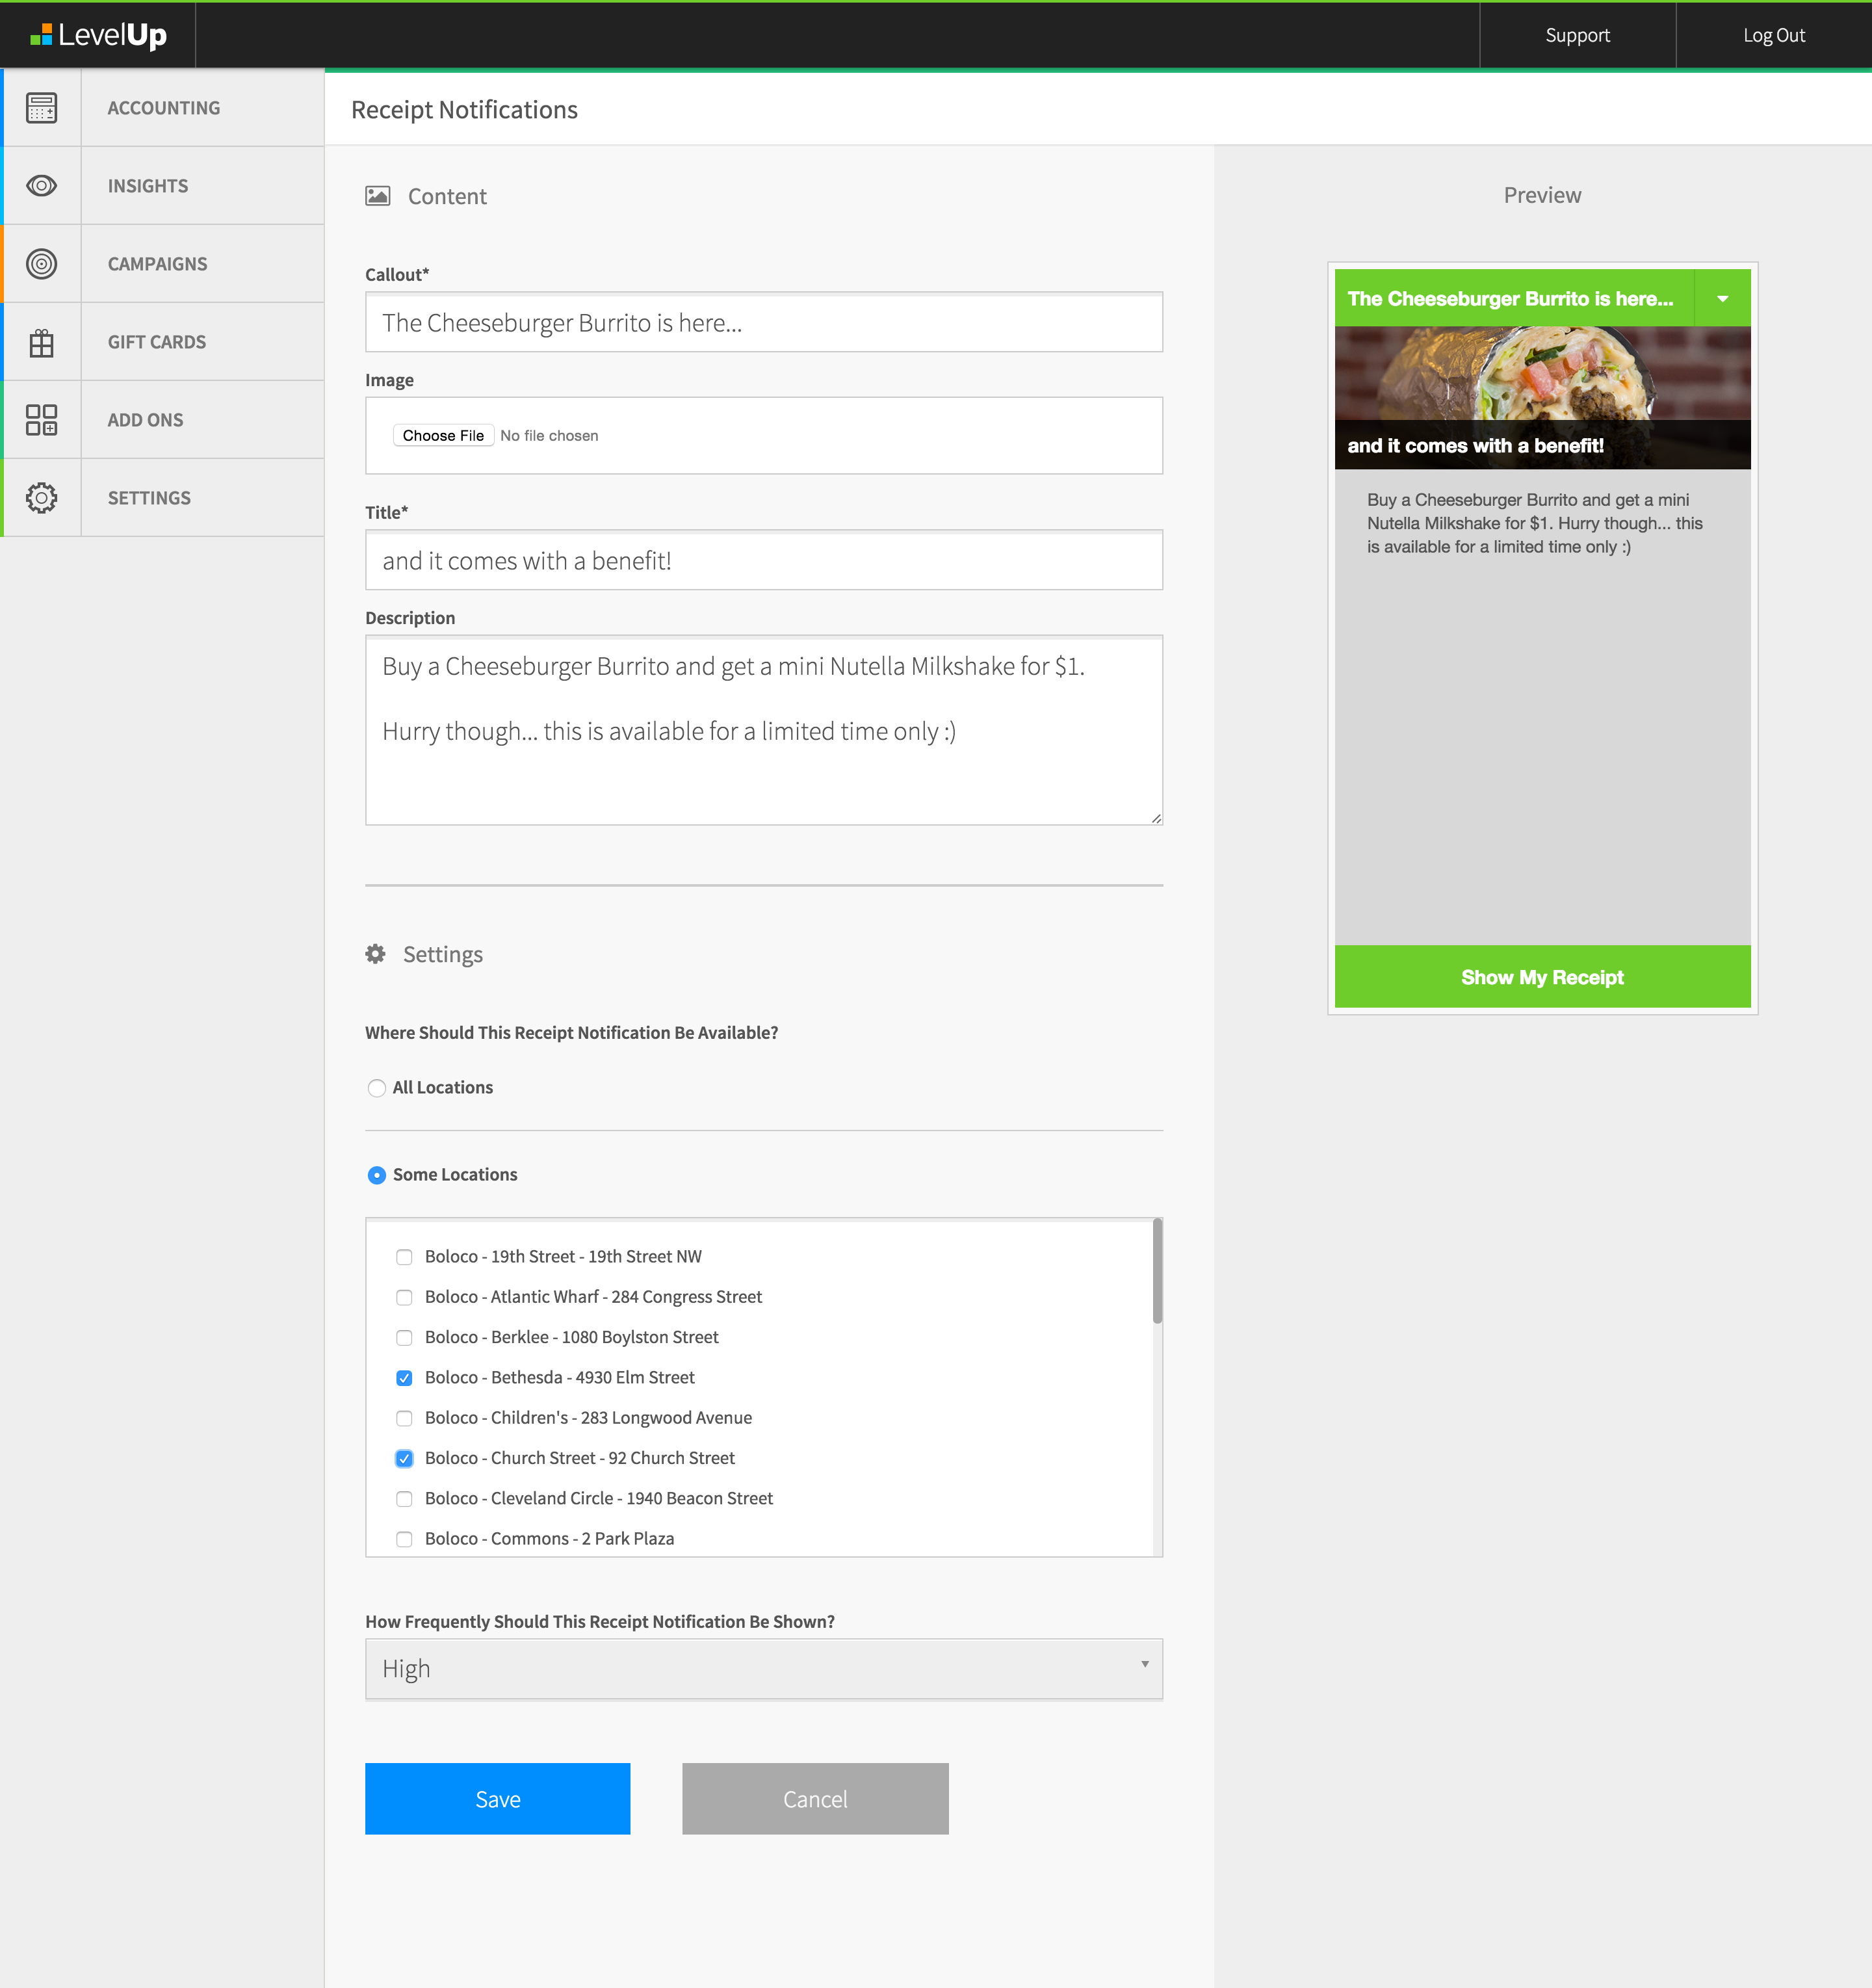 LevelUp
Support
Log Out
ACCOUNTING
INSIGHTS
CAMPAIGNS
GIFT CARDS
ADD ONS
SETTINGS
Receipt Notifications
Content
Callout*
The Cheeseburger Burrito is here...
Image
Choose File No file chosen
Title*
and it comes with a benefit!
Description
Buy a Cheeseburger Burrito and get a mini Nutella Milkshake for $1.
Hurry though... this is available for a limited time only :)
Settings
Where Should This Receipt Notification Be Available?
All Locations
Some Locations
Boloco - 19th Street - 19th Street NW
Boloco - Atlantic Wharf - 284 Congress Street
Boloco - Berklee - 1080 Boylston Street
Boloco - Bethesda - 4930 Elm Street
Boloco - Children's - 283 Longwood Avenue
Boloco - Church Street - 92 Church Street
Boloco - Cleveland Circle - 1940 Beacon Street
Boloco - Commons - 2 Park Plaza
How Frequently Should This Receipt Notification Be Shown?
High
Save
Cancel
Preview
The Cheeseburger Burrito is here...
and it comes with a benefit!
Buy a Cheeseburger Burrito and get a mini
Nutella Milkshake for $1. Hurry though... this
is available for a limited time only :)
Show My Receipt